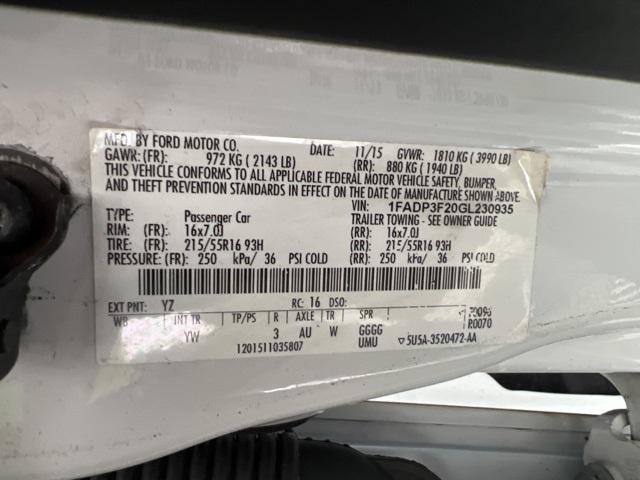 MFD. BY FORD MOTOR CO. DATE: 11/15 GVWR: 1810 KG (3990 LB)
GAWR: (FR): 972 KG (2143 LB) (RR): 880 KG (1940 LB)
THIS VEHICLE CONFORMS TO ALL APPLICABLE FEDERAL MOTOR VEHICLE SAFETY, BUMPER,
AND THEFT PREVENTION STANDARDS IN EFFECT ON THE DATE OF MANUFACTURE SHOWN ABOVE.
VIN: 1FADP3F20GL230935
TYPE: Passenger Car TRAILER TOWING-SEE OWNER GUIDE
RIM: (FR): 16x7.0J (RR): 16x7.0J
TIRE: (FR): 215/55R16 93H (RR): 215/55R16 93H
PRESSURE: (FR): 250 kPa/ 36 PSI COLD (RR): 250 kPa/ 36 PSI COLD
EXT PNT: YZ RC: 16 DSO:
WB INT TR TP/PS R AXLE TR SPR
YW 3 AU W GGGG R0070
1201511035807 UMU 5U5A-3520472-AA